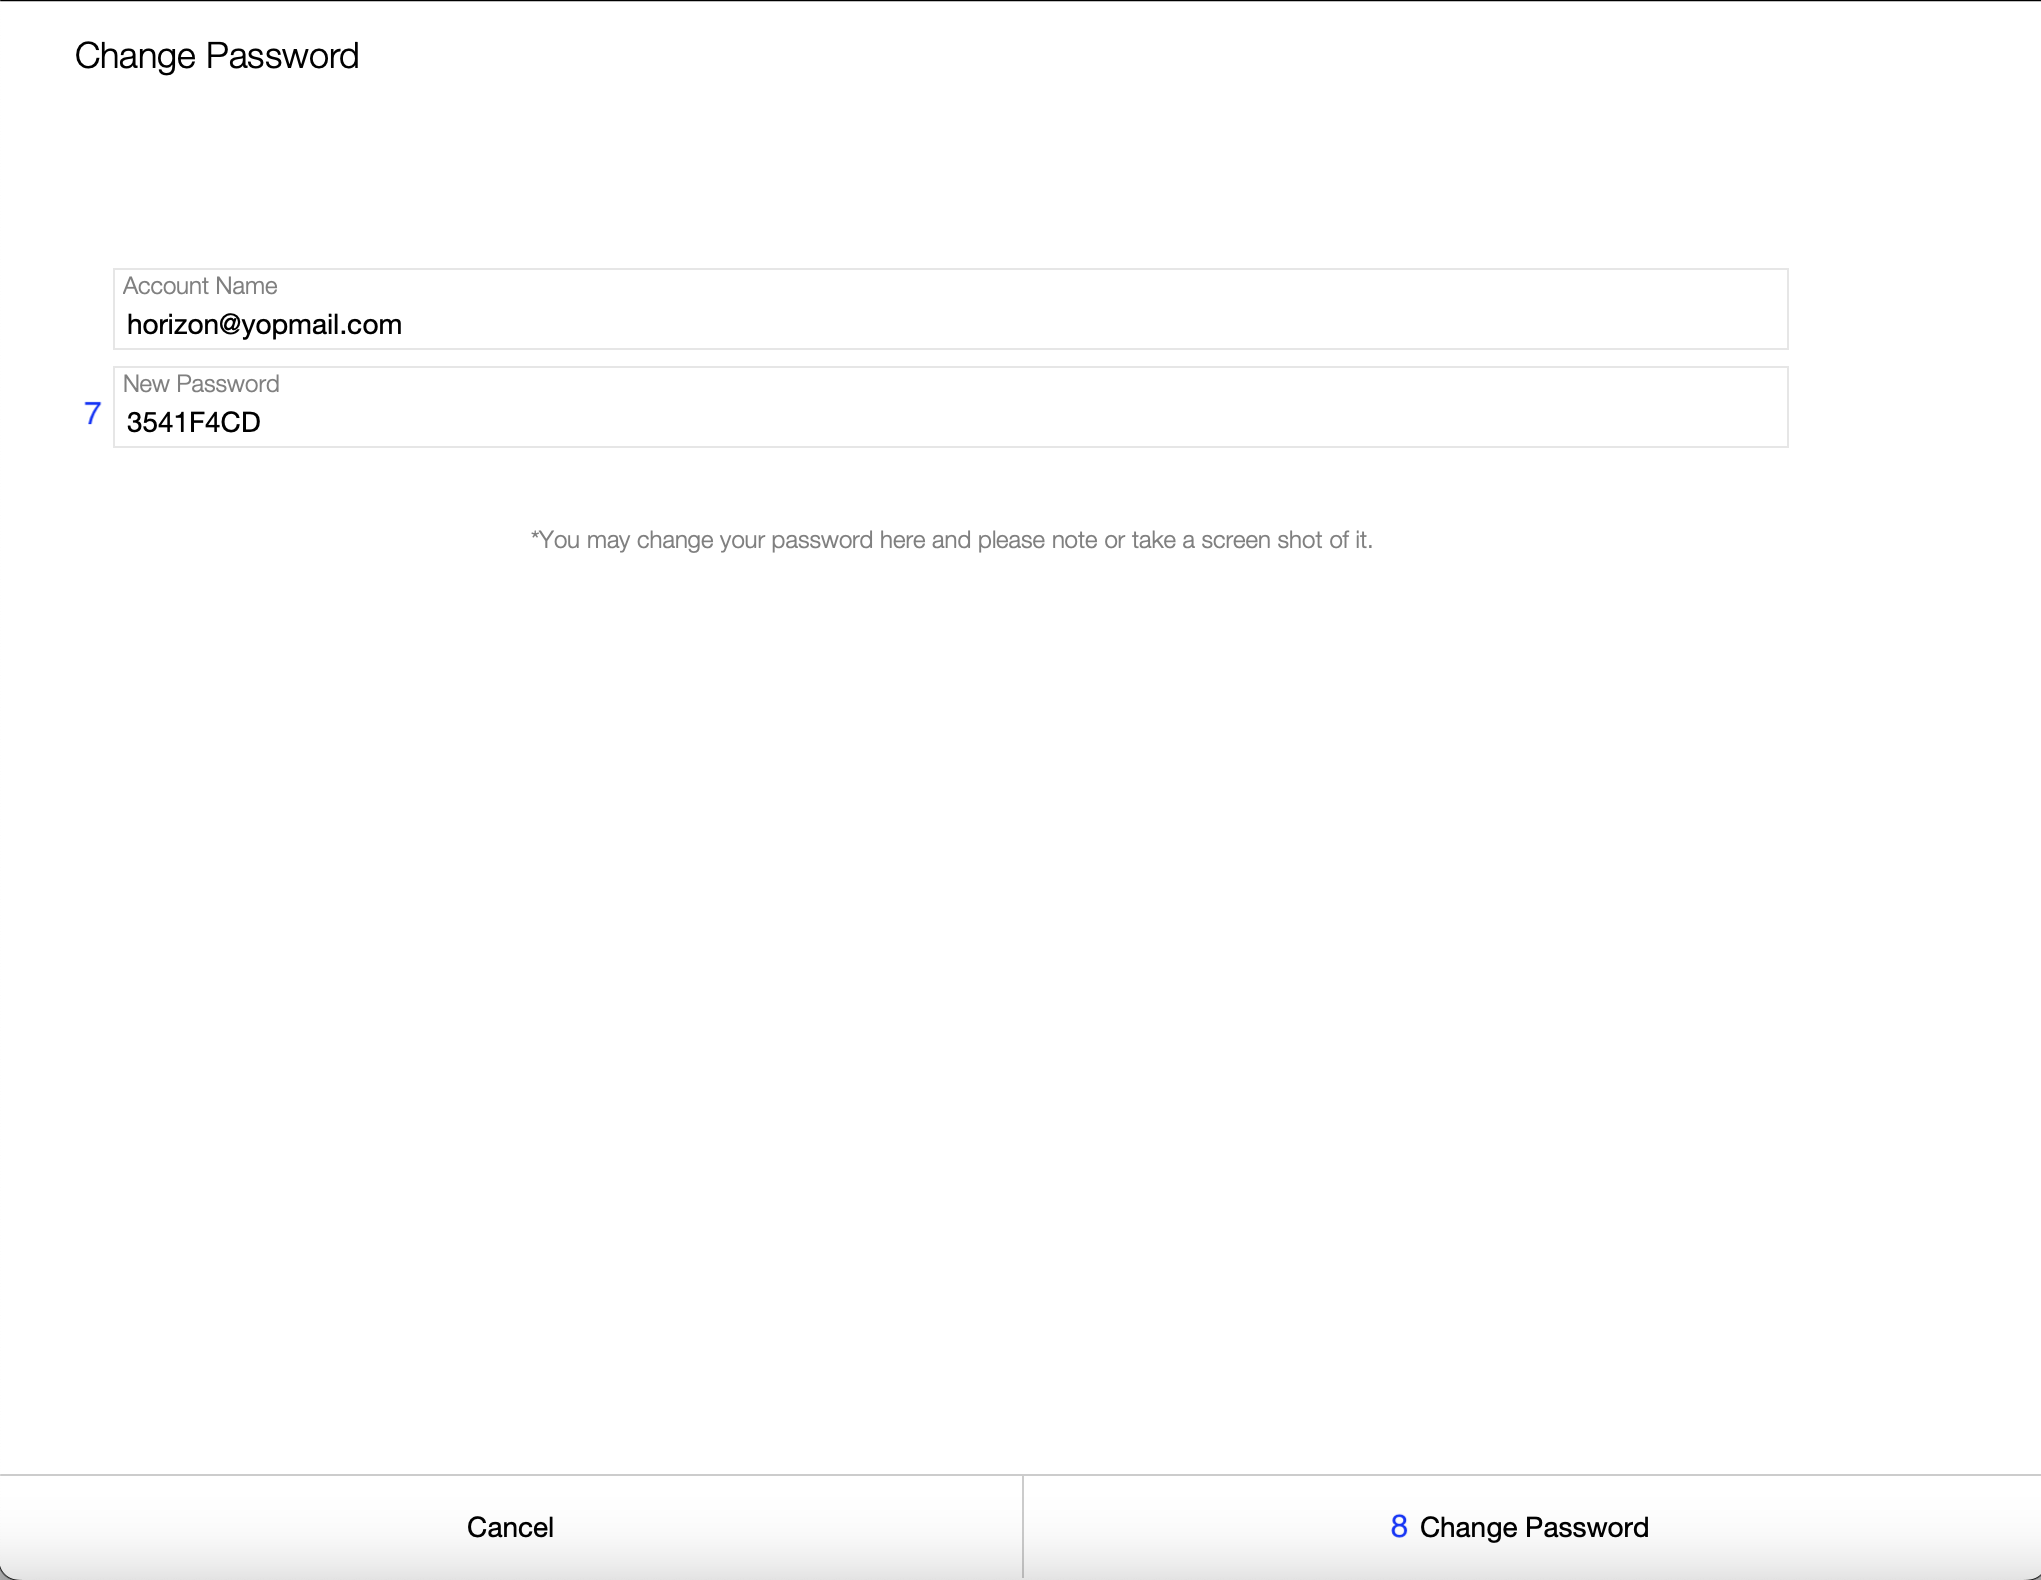 Change Password
Account Name
horizon@yopmail.com
New Password
7 3541F4CD
*You may change your password here and please note or take a screen shot of it.
Cancel
8 Change Password